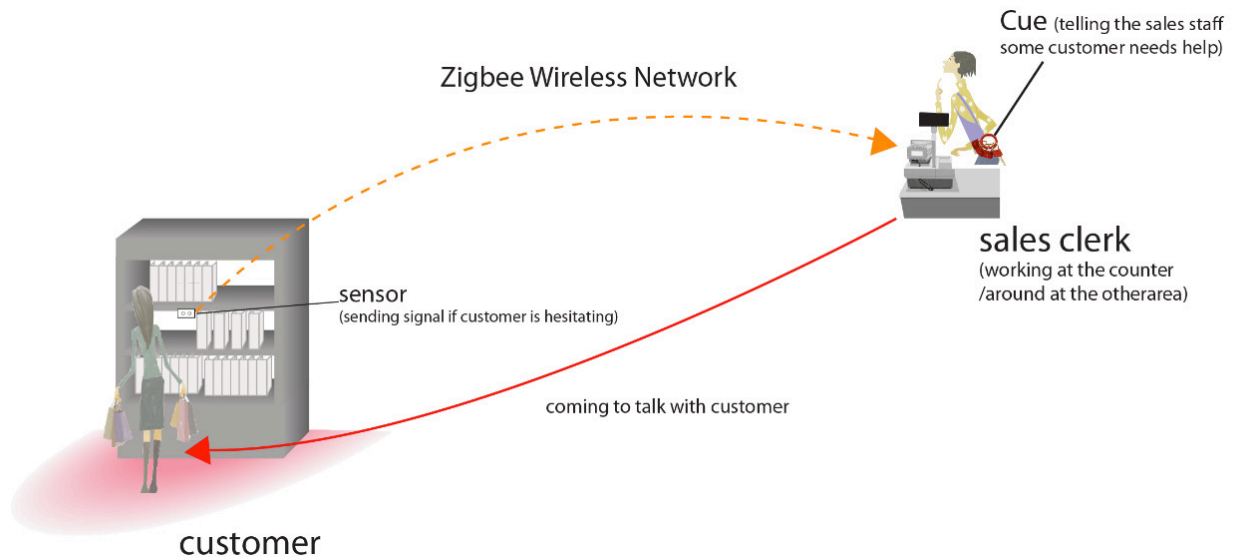 Cue (telling the sales staff
some customer needs help)
Zigbee Wireless Network
sales clerk
(working at the counter
/around at the otherarea)
sensor
(sending signal if customer is hesitating)
coming to talk with customer
customer